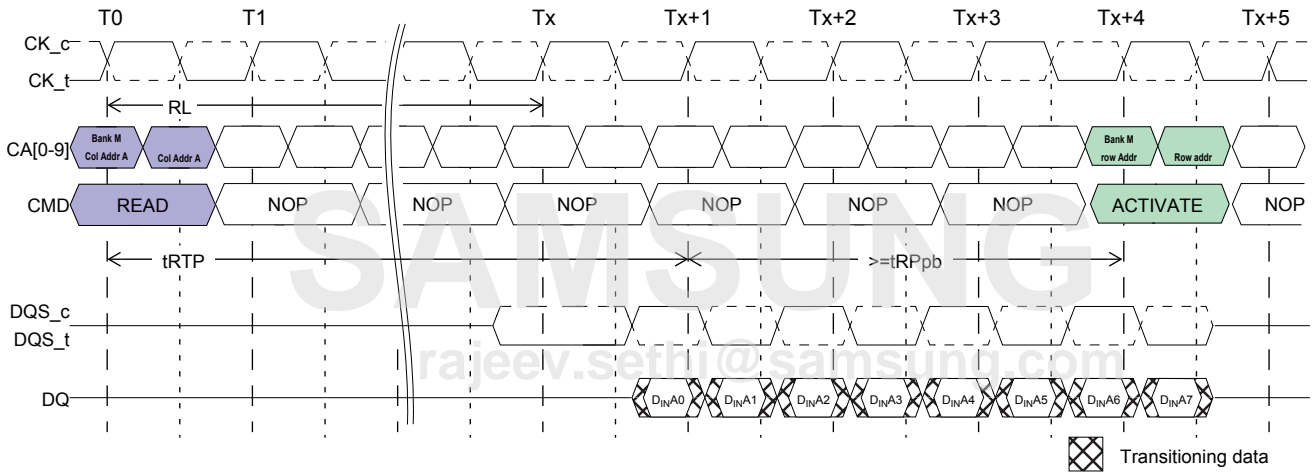 T0 T1 Tx Tx+1 Tx+2 Tx+3 Tx+4 Tx+5
CK_c
CK_t
RL
CA[0-9] Bank M Col Addr A Col Addr A Bank M row Addr Row addr
CMD READ NOP NOP NOP NOP NOP NOP ACTIVATE NOP
SAMSUNG
tRTP >=tRPpb
DQS_c
DQS_t
rajeev.sethi@samsung.com
DQ DINA0 DINA1 DINA2 DINA3 DINA4 DINA5 DINA6 DINA7
Transitioning data